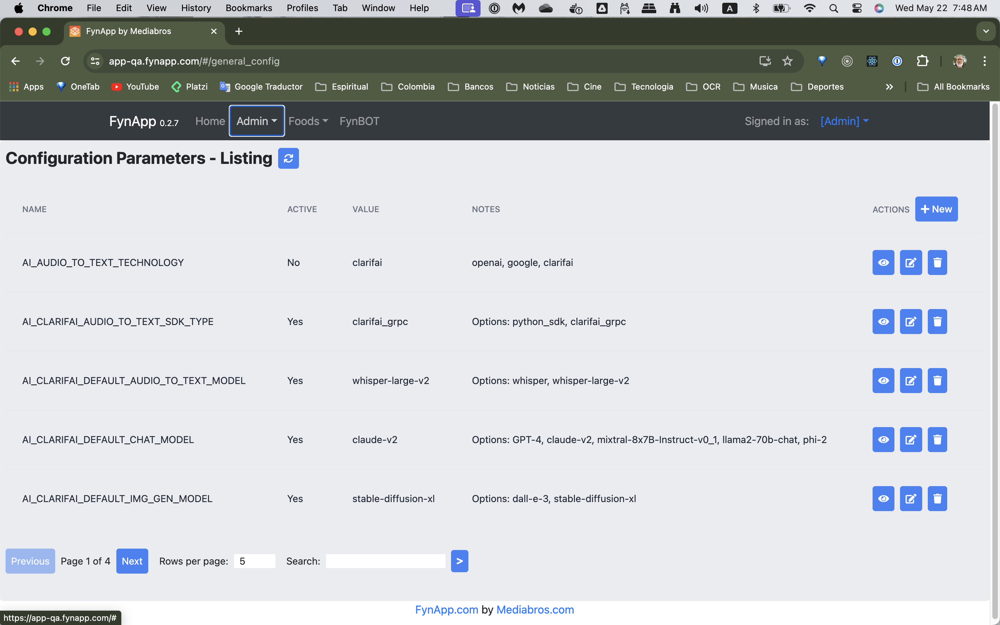 Chrome File Edit View History Bookmarks Profiles Tab Window Help A Wed May 22 7:48 AM
FynApp by Mediabros
app-qa.fynapp.com/#/general_config
Apps OneTab YouTube Platzi Google Traductor Espiritual Colombia Bancos Noticias Cine Tecnologia OCR Musica Deportes All Bookmarks
FynApp 0.2.7 Home Admin Foods FynBOT Signed in as: [Admin]
Configuration Parameters - Listing
NAME ACTIVE VALUE NOTES ACTIONS + New
AI_AUDIO_TO_TEXT_TECHNOLOGY No clarifai openai, google, clarifai
AI_CLARIFAI_AUDIO_TO_TEXT_SDK_TYPE Yes clarifai_grpc Options: python_sdk, clarifai_grpc
AI_CLARIFAI_DEFAULT_AUDIO_TO_TEXT_MODEL Yes whisper-large-v2 Options: whisper, whisper-large-v2
AI_CLARIFAI_DEFAULT_CHAT_MODEL Yes claude-v2 Options: GPT-4, claude-v2, mixtral-8x7B-Instruct-v0_1, llama2-70b-chat, phi-2
AI_CLARIFAI_DEFAULT_IMG_GEN_MODEL Yes stable-diffusion-xl Options: dall-e-3, stable-diffusion-xl
Previous Page 1 of 4 Next Rows per page: 5 Search: >
FynApp.com by Mediabros.com
https://app-qa.fynapp.com/#